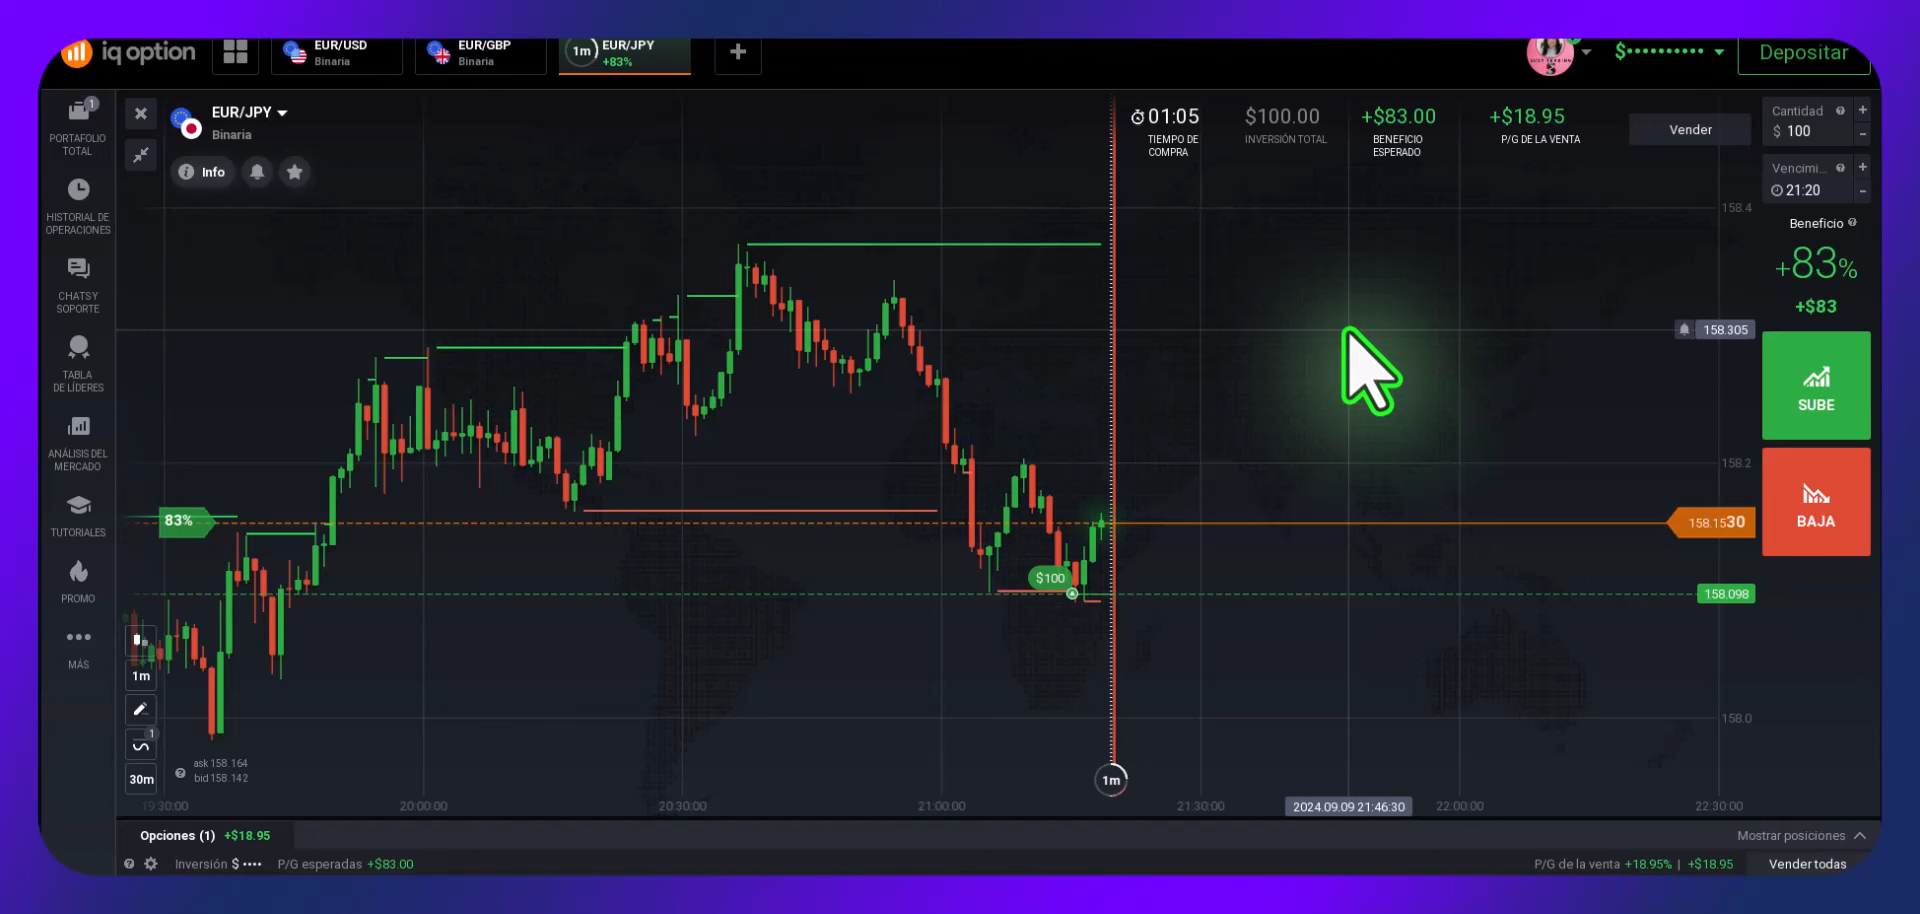 iq option
EUR/USD
Binaria
EUR/GBP
Binaria
1m
EUR/JPY
+83%
+
$••••••••••
Depositar
1
PORTAFOLIO
TOTAL
HISTORIAL DE
OPERACIONES
CHATS Y
SOPORTE
TABLA
DE LÍDERES
ANÁLISIS DEL
MERCADO
TUTORIALES
PROMO
MÁS
EUR/JPY
Binaria
Info
01:05
TIEMPO DE
COMPRA
$100.00
INVERSIÓN TOTAL
+$83.00
BENEFICIO
ESPERADO
+$18.95
P/G DE LA VENTA
Vender
Cantidad
$ 100
+
-
Vencimi...
21:20
+
-
Beneficio
+83%
+$83
SUBE
BAJA
158.4
158.305
158.2
158.1530
158.098
158.0
83%
$100
1m
1
30m
ask 158.164
bid 158.142
1m
19:30:00
20:00:00
20:30:00
21:00:00
21:30:00
2024.09.09 21:46:30
22:00:00
22:30:00
Opciones (1) +$18.95
Mostrar posiciones
Inversión $ •••• P/G esperadas +$83.00
P/G de la venta +18.95% | +$18.95
Vender todas